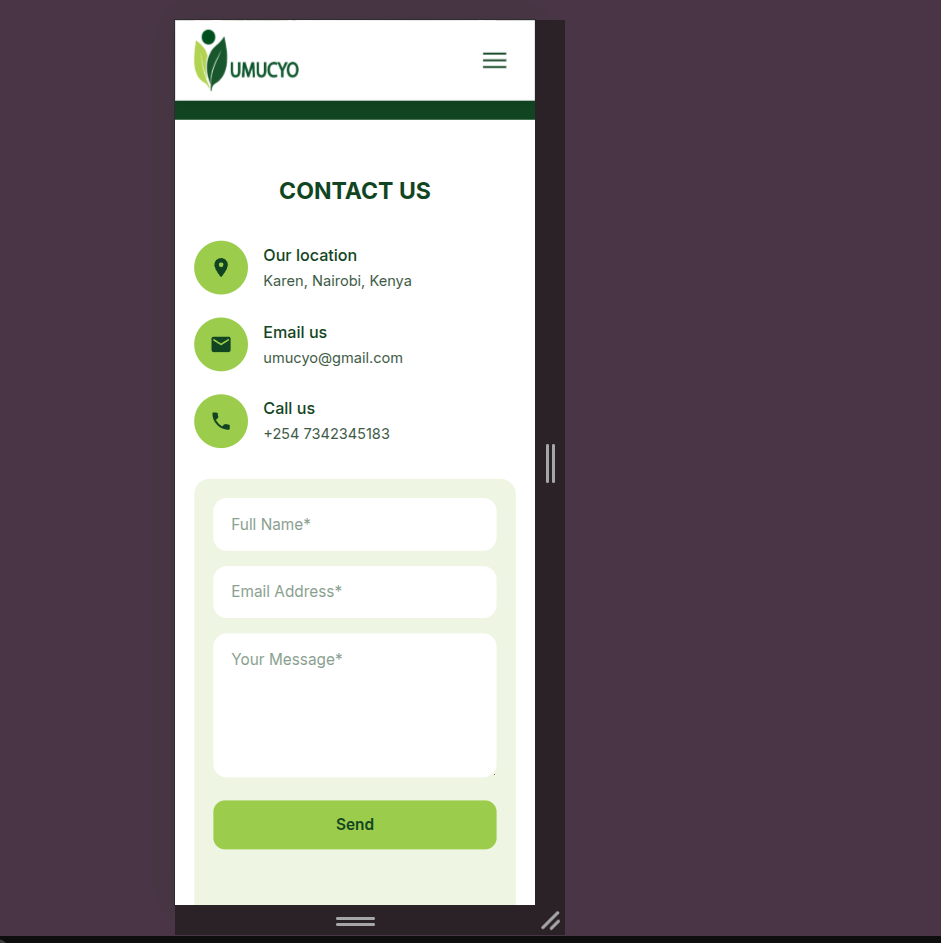 UMUCYO
CONTACT US
Our location
Karen, Nairobi, Kenya
Email us
umucyo@gmail.com
Call us
+254 7342345183
Full Name*
Email Address*
Your Message*
Send